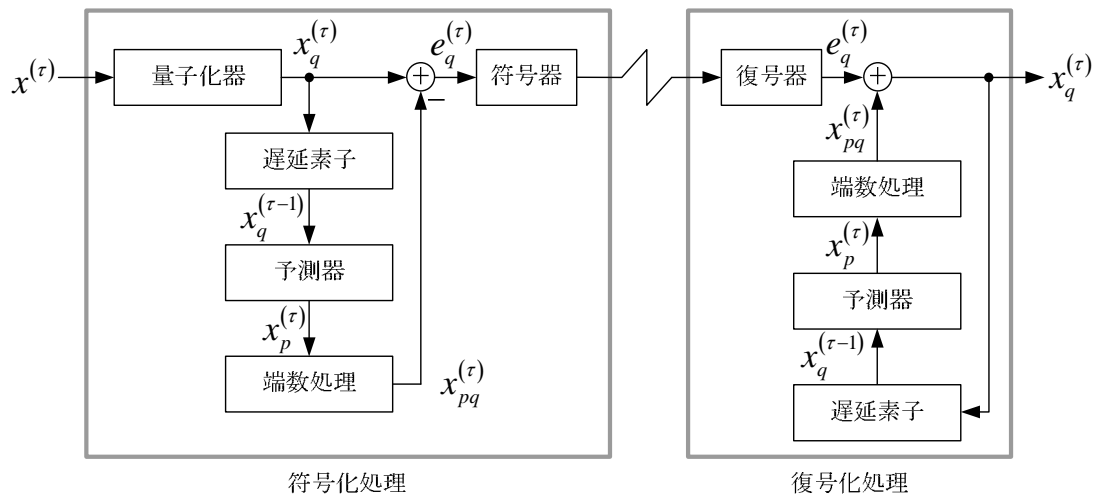 x^(τ)
量子化器
x_q^(τ)
e_q^(τ)
符号器
遅延素子
x_q^(τ−1)
予測器
x_p^(τ)
端数処理
x_pq^(τ)
符号化処理
復号器
e_q^(τ)
x_q^(τ)
x_pq^(τ)
端数処理
x_p^(τ)
予測器
x_q^(τ−1)
遅延素子
復号化処理